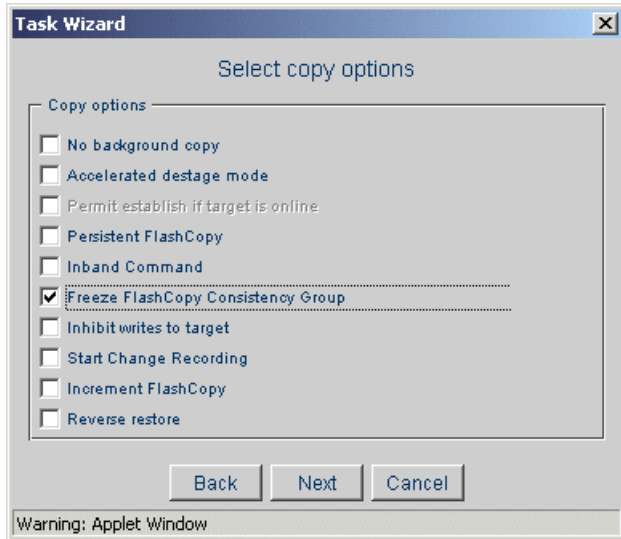 Task Wizard
Select copy options
Copy options
No background copy
Accelerated destage mode
Permit establish if target is online
Persistent FlashCopy
Inband Command
Freeze FlashCopy Consistency Group
Inhibit writes to target
Start Change Recording
Increment FlashCopy
Reverse restore
Back Next Cancel
Warning: Applet Window